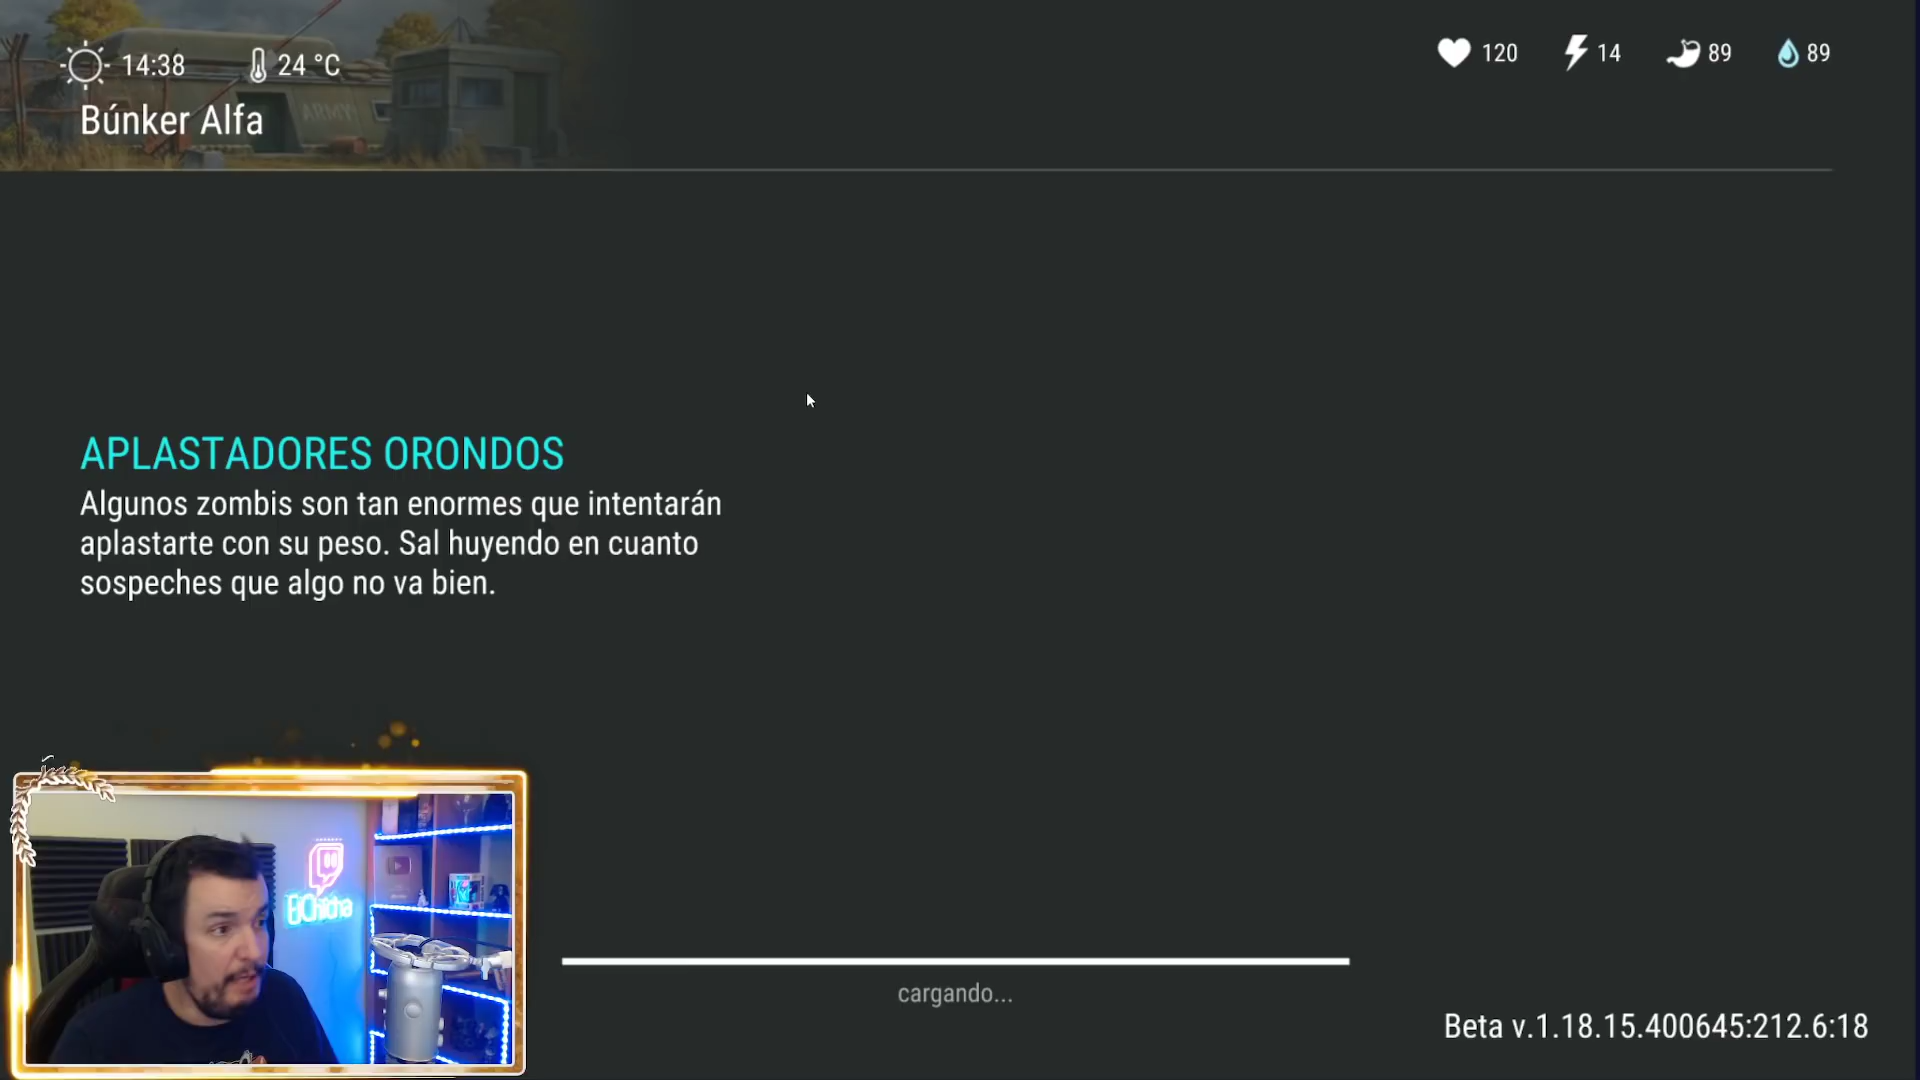 14:38
24 °C
120
14
89
89
ARMY
Búnker Alfa
APLASTADORES ORONDOS
Algunos zombis son tan enormes que intentarán
aplastarte con su peso. Sal huyendo en cuanto
sospeches que algo no va bien.
ElChicha
cargando...
Beta v.1.18.15.400645:212.6:18